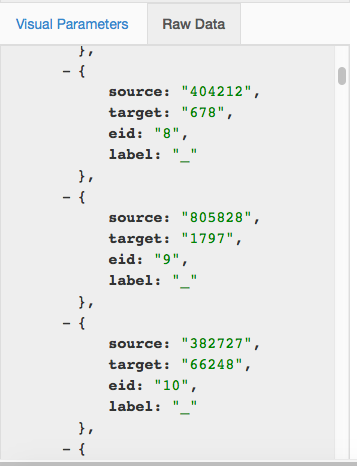 Visual Parameters Raw Data
},
– {
source: "404212",
target: "678",
eid: "8",
label: "_"
},
– {
source: "805828",
target: "1797",
eid: "9",
label: "_"
},
– {
source: "382727",
target: "66248",
eid: "10",
label: "_"
},
– {